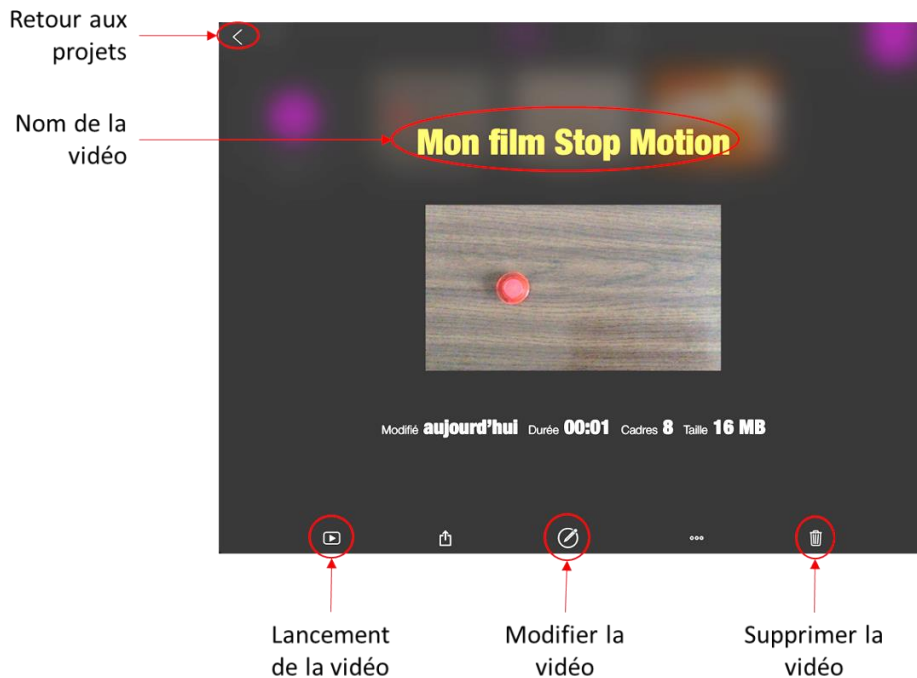 Retour aux
projets
Nom de la
vidéo
Mon film Stop Motion
Modifié aujourd'hui Durée 00:01 Cadres 8 Taille 16 MB
Lancement
de la vidéo
Modifier la
vidéo
Supprimer la
vidéo